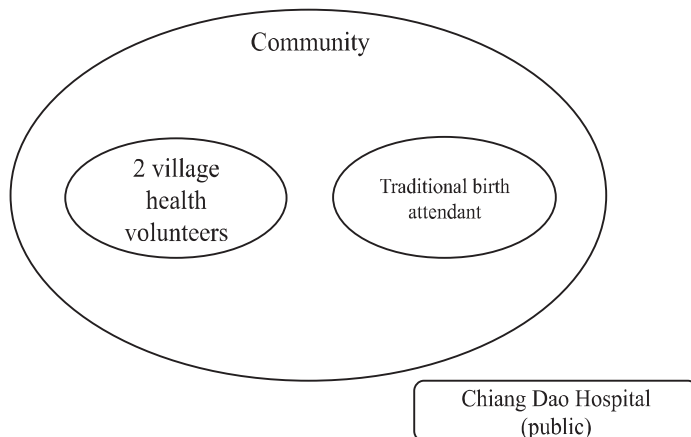 Community
2 village
health
volunteers
Traditional birth
attendant
Chiang Dao Hospital
(public)